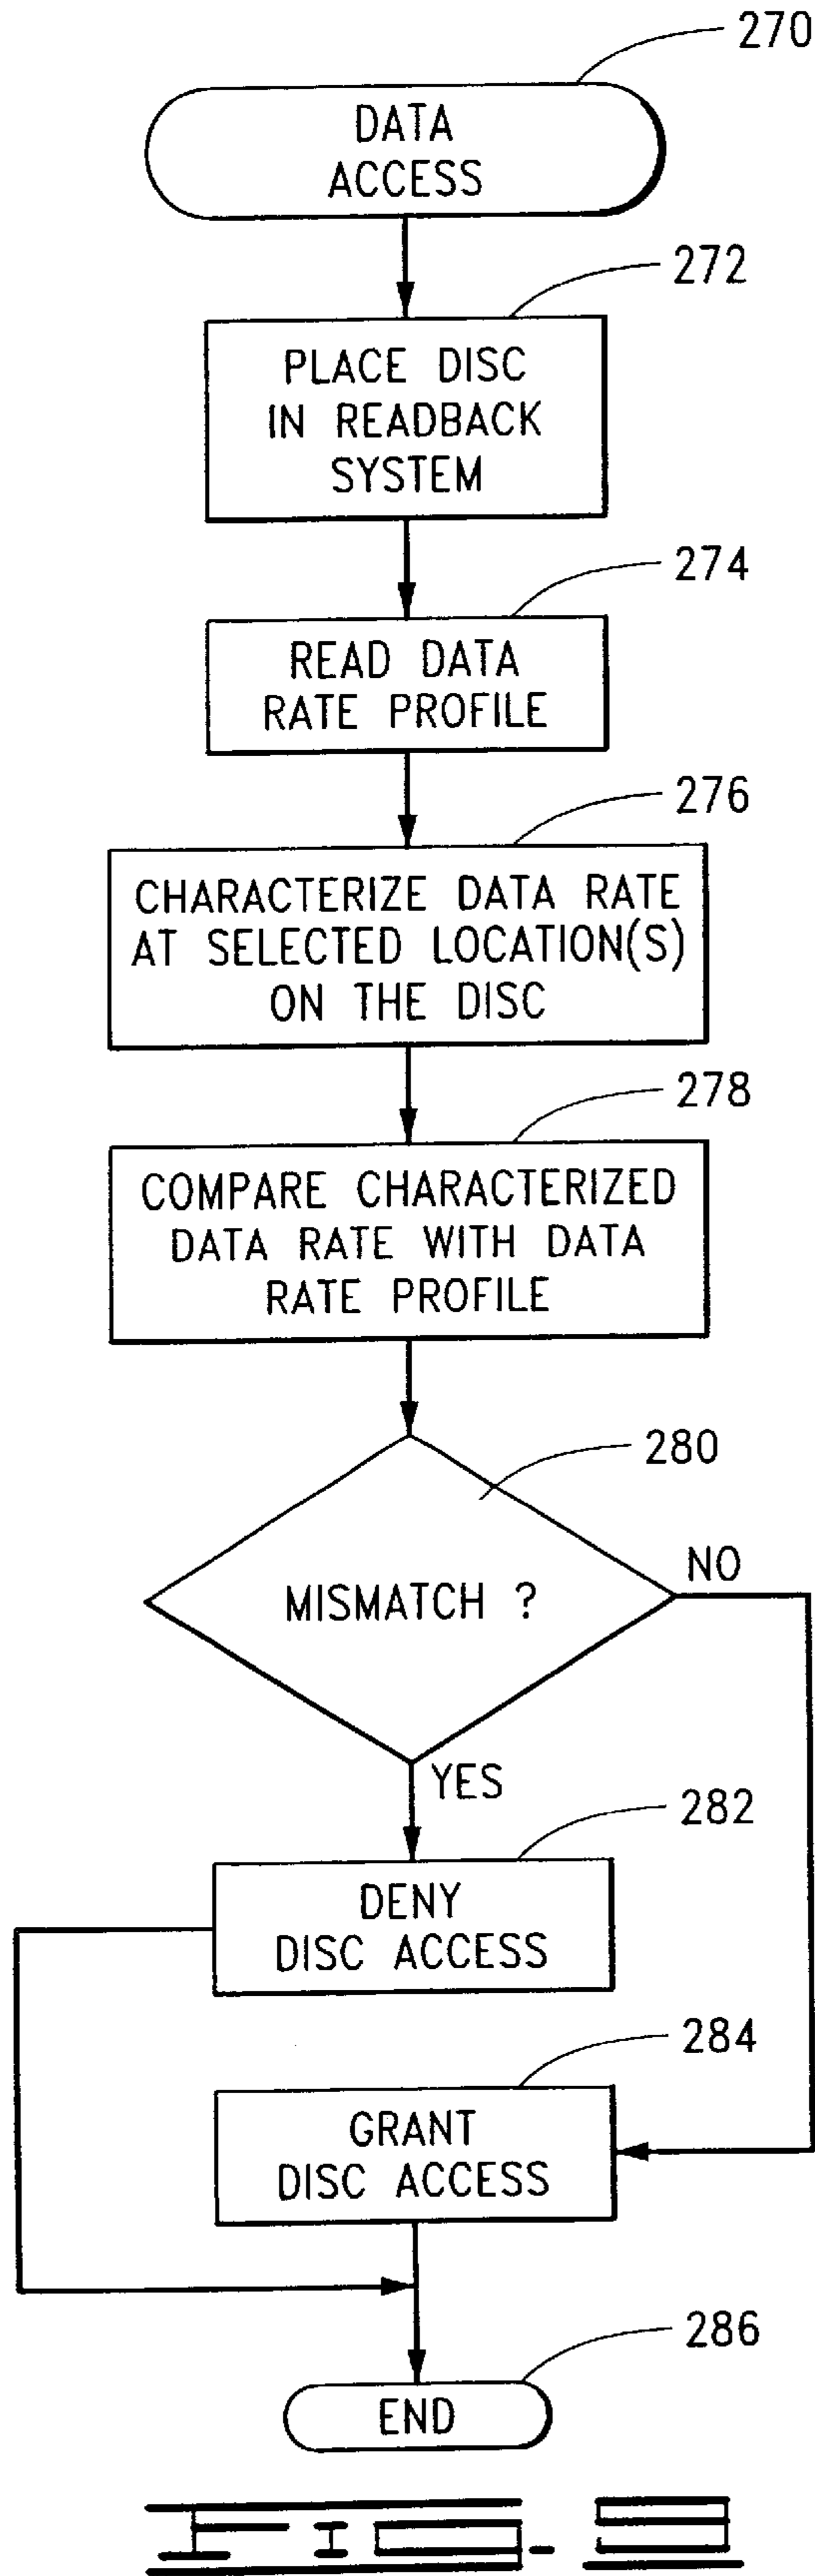 270
DATA
ACCESS
272
PLACE DISC
IN READBACK
SYSTEM
274
READ DATA
RATE PROFILE
276
CHARACTERIZE DATA RATE
AT SELECTED LOCATION(S)
ON THE DISC
278
COMPARE CHARACTERIZED
DATA RATE WITH DATA
RATE PROFILE
280
MISMATCH ?
NO
YES
282
DENY
DISC ACCESS
284
GRANT
DISC ACCESS
286
END